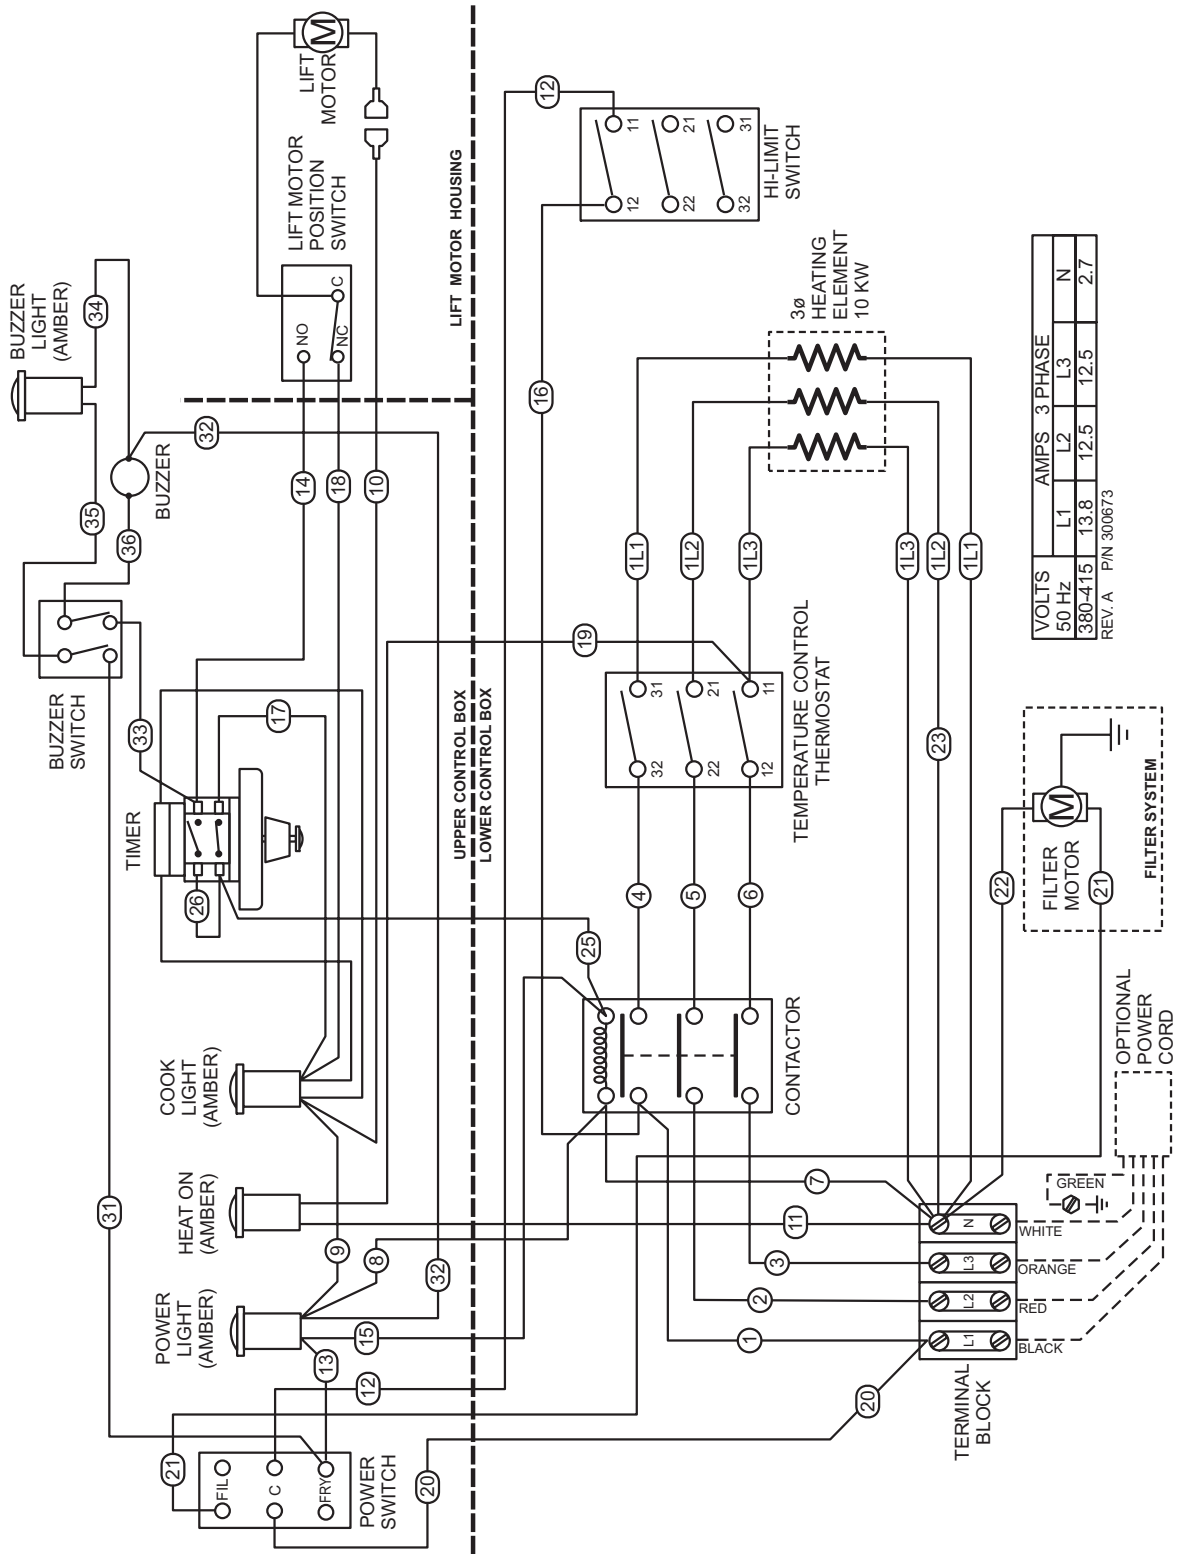 POWER
SWITCH
FIL
C
FRY
21
20
12
13
15
31
POWER
LIGHT
(AMBER)
HEAT ON
(AMBER)
COOK
LIGHT
(AMBER)
9
8
32
TIMER
26
17
33
BUZZER
SWITCH
BUZZER
LIGHT
(AMBER)
34
35
36
BUZZER
32
14
18
10
LIFT MOTOR
POSITION
SWITCH
NO
NC
C
LIFT
MOTOR
M
UPPER CONTROL BOX
LOWER CONTROL BOX
LIFT MOTOR HOUSING
12
16
19
25
HI-LIMIT
SWITCH
11
12
21
22
31
32
CONTACTOR
4
5
6
TEMPERATURE CONTROL
THERMOSTAT
32
31
22
21
12
11
1L1
1L2
1L3
3ø
HEATING
ELEMENT
10 KW
1L3
1L2
1L1
23
7
11
3
2
1
20
TERMINAL
BLOCK
L1
L2
L3
N
BLACK
RED
ORANGE
WHITE
GREEN
OPTIONAL
POWER
CORD
22
21
FILTER
MOTOR
M
FILTER SYSTEM
VOLTS AMPS 3 PHASE
50 Hz L1 L2 L3 N
380-415 13.8 12.5 12.5 2.7
REV. A P/N 300673